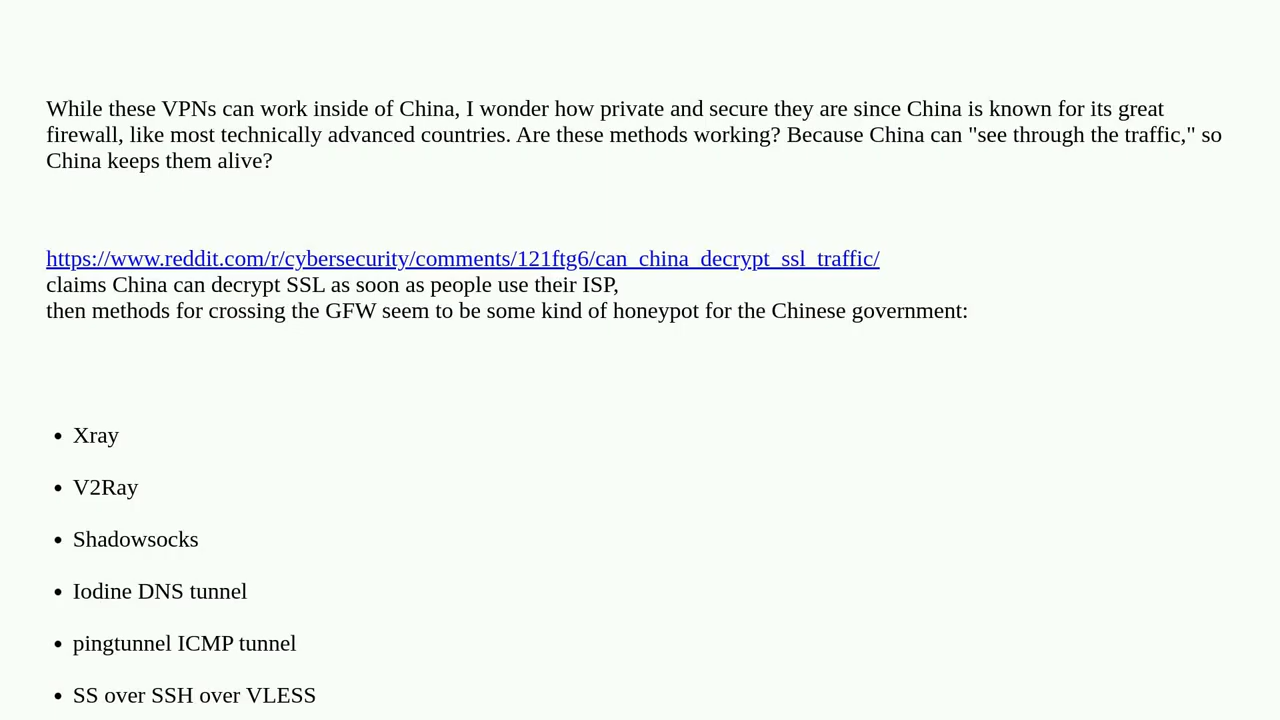 While these VPNs can work inside of China, I wonder how private and secure they are since China is known for its great
firewall, like most technically advanced countries. Are these methods working? Because China can "see through the traffic," so
China keeps them alive?
https://www.reddit.com/r/cybersecurity/comments/121ftg6/can_china_decrypt_ssl_traffic/
claims China can decrypt SSL as soon as people use their ISP,
then methods for crossing the GFW seem to be some kind of honeypot for the Chinese government:
• Xray
• V2Ray
• Shadowsocks
• Iodine DNS tunnel
• pingtunnel ICMP tunnel
• SS over SSH over VLESS